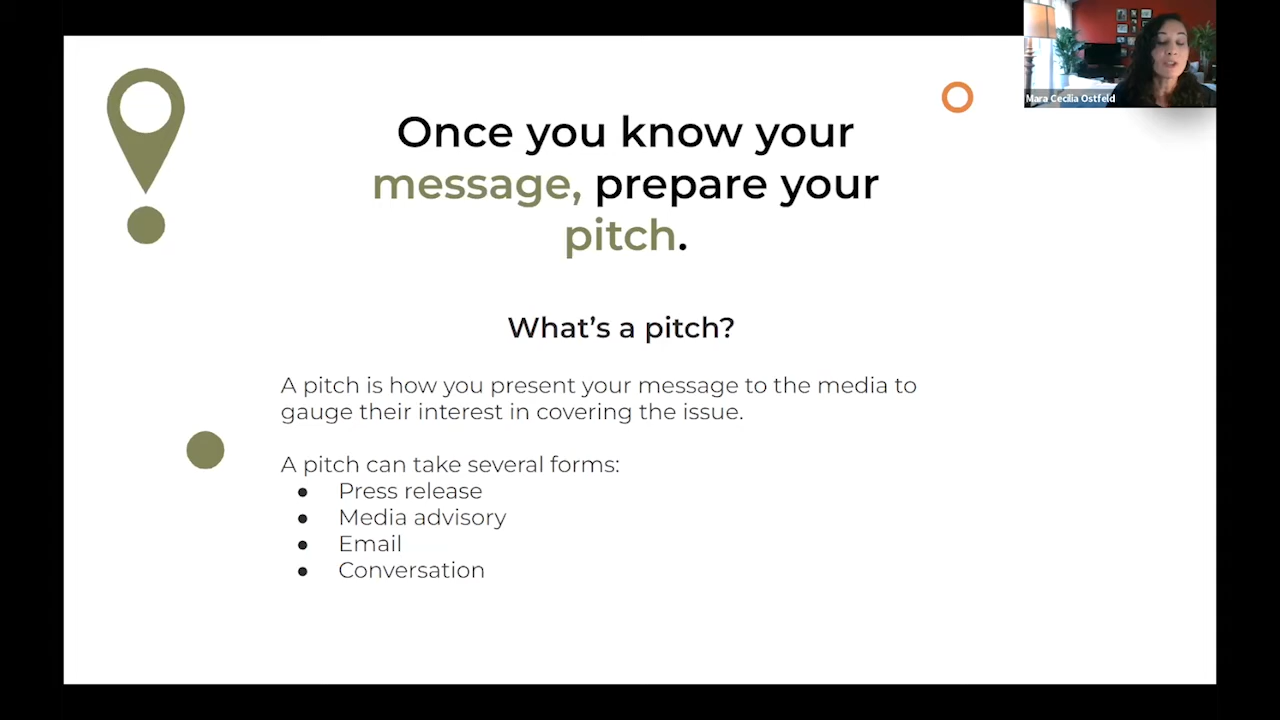 Mara Cecilia Ostfeld
Once you know your
message, prepare your
pitch.
What's a pitch?
A pitch is how you present your message to the media to
gauge their interest in covering the issue.
A pitch can take several forms:
● Press release
● Media advisory
● Email
● Conversation